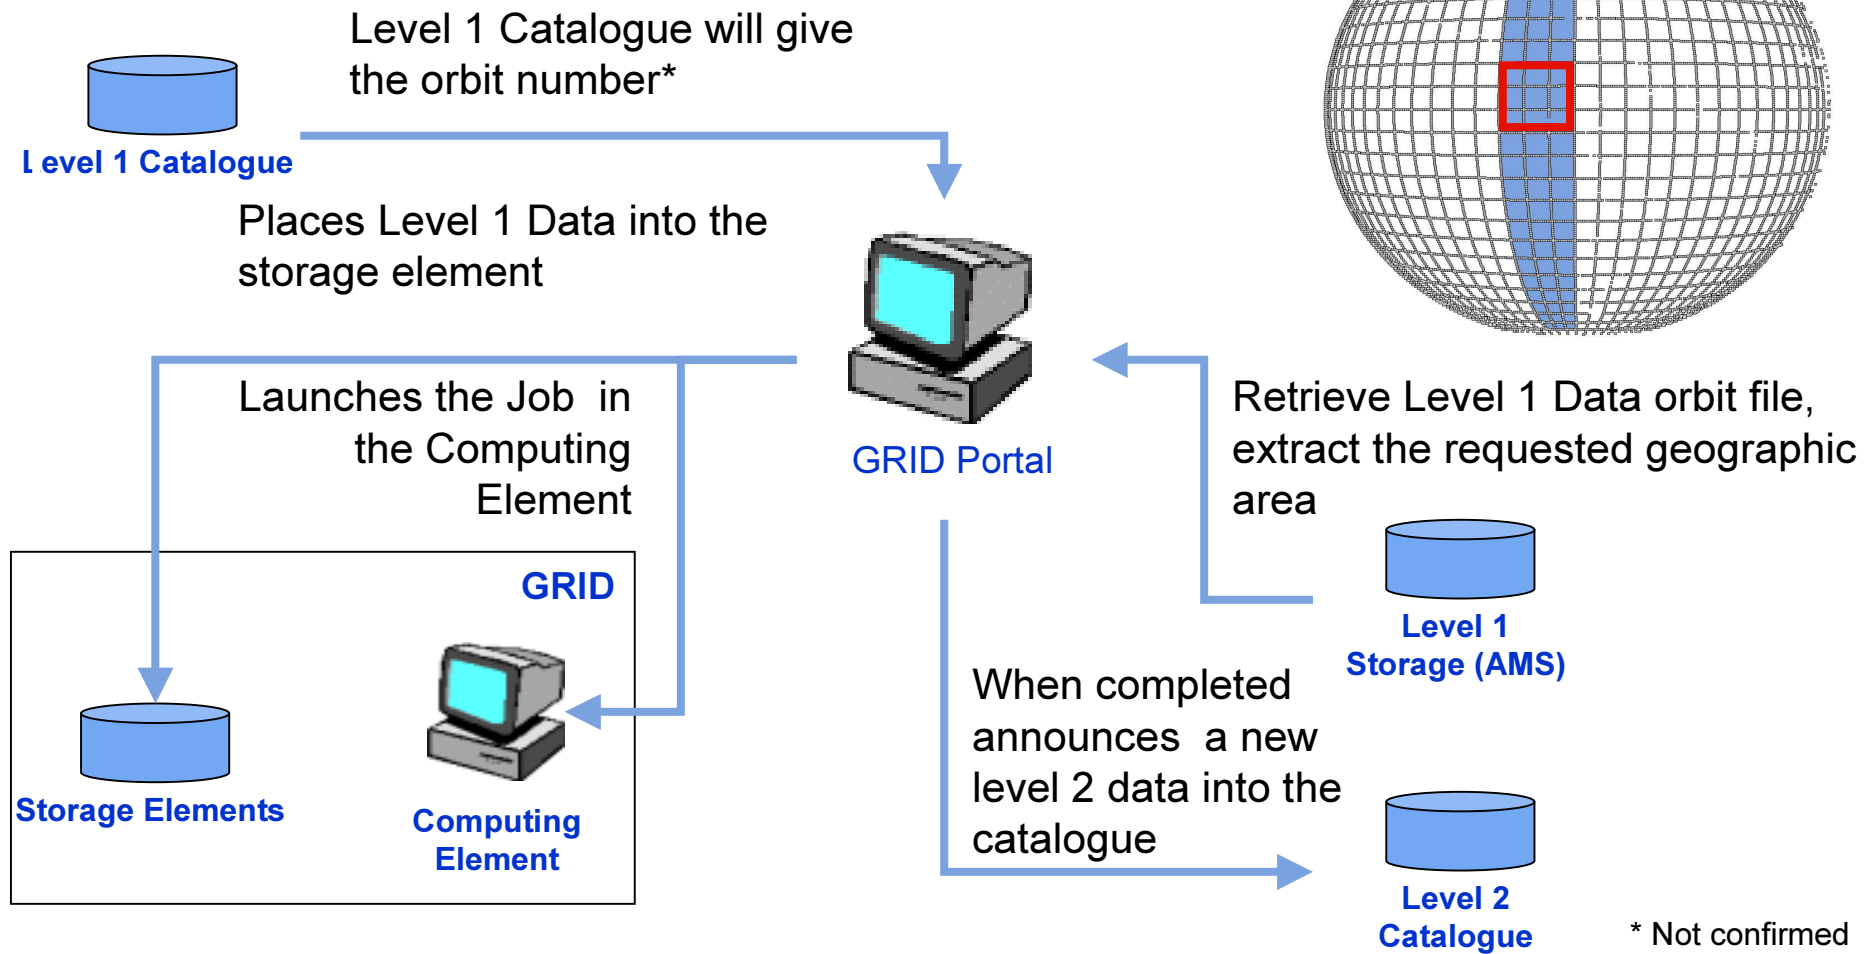 Level 1 Catalogue will give
the orbit number*
Level 1 Catalogue
Places Level 1 Data into the
storage element
Launches the Job in
the Computing
Element
GRID Portal
Retrieve Level 1 Data orbit file,
extract the requested geographic
area
GRID
Level 1
Storage (AMS)
When completed
announces a new
level 2 data into the
catalogue
Storage Elements
Computing
Element
Level 2
Catalogue
* Not confirmed